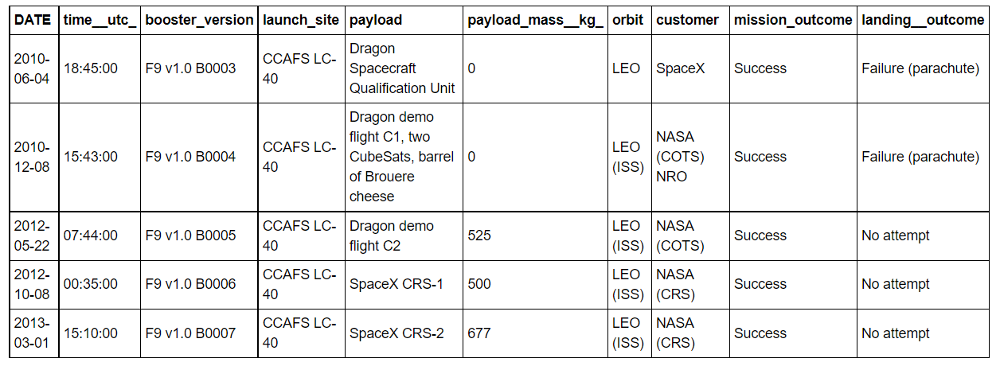 DATE time__utc_ booster_version launch_site payload payload_mass__kg_ orbit customer mission_outcome landing__outcome
2010-06-04 18:45:00 F9 v1.0 B0003 CCAFS LC-40 Dragon Spacecraft Qualification Unit 0 LEO SpaceX Success Failure (parachute)
2010-12-08 15:43:00 F9 v1.0 B0004 CCAFS LC-40 Dragon demo flight C1, two CubeSats, barrel of Brouere cheese 0 LEO (ISS) NASA (COTS) NRO Success Failure (parachute)
2012-05-22 07:44:00 F9 v1.0 B0005 CCAFS LC-40 Dragon demo flight C2 525 LEO (ISS) NASA (COTS) Success No attempt
2012-10-08 00:35:00 F9 v1.0 B0006 CCAFS LC-40 SpaceX CRS-1 500 LEO (ISS) NASA (CRS) Success No attempt
2013-03-01 15:10:00 F9 v1.0 B0007 CCAFS LC-40 SpaceX CRS-2 677 LEO (ISS) NASA (CRS) Success No attempt